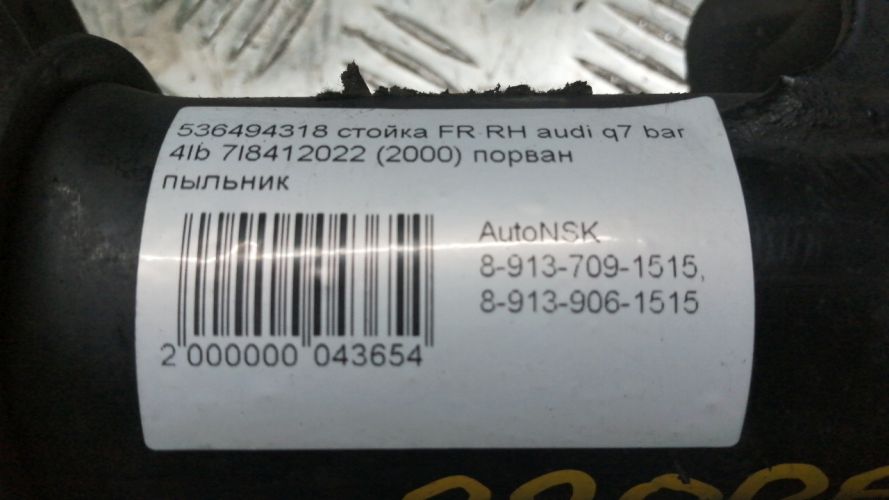 536494318 стойка FR-RH audi q7 bar
4lb 7l8412022 (2000) порван
пыльник
AutoNSK
8-913-709-1515,
8-913-906-1515
2 000000 043654